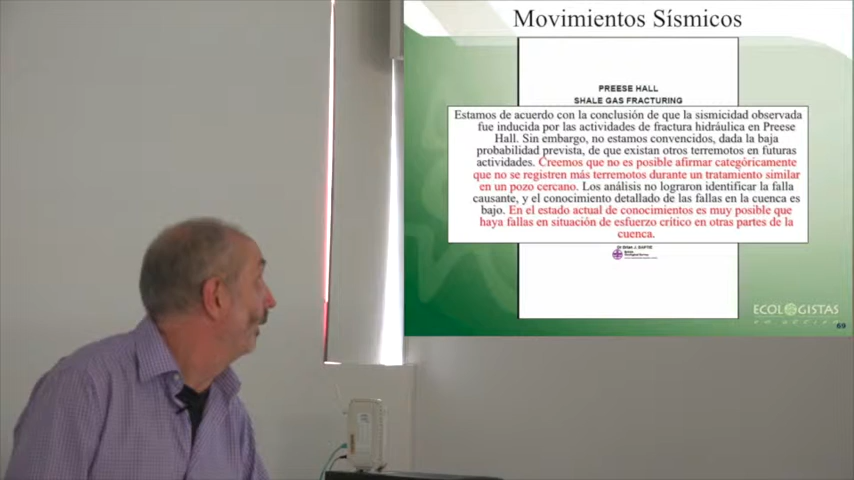 Movimientos Sísmicos
PREESE HALL
SHALE GAS FRACTURING
Estamos de acuerdo con la conclusión de que la sismicidad observada
fue inducida por las actividades de fractura hidráulica en Preese
Hall. Sin embargo, no estamos convencidos, dada la baja
probabilidad prevista, de que existan otros terremotos en futuras
actividades. Creemos que no es posible afirmar categóricamente
que no se registren más terremotos durante un tratamiento similar
en un pozo cercano. Los análisis no lograron identificar la falla
causante, y el conocimiento detallado de las fallas en la cuenca es
bajo. En el estado actual de conocimientos es muy posible que
haya fallas en situación de esfuerzo crítico en otras partes de la
cuenca.
ECOLOGISTAS
en acción
69